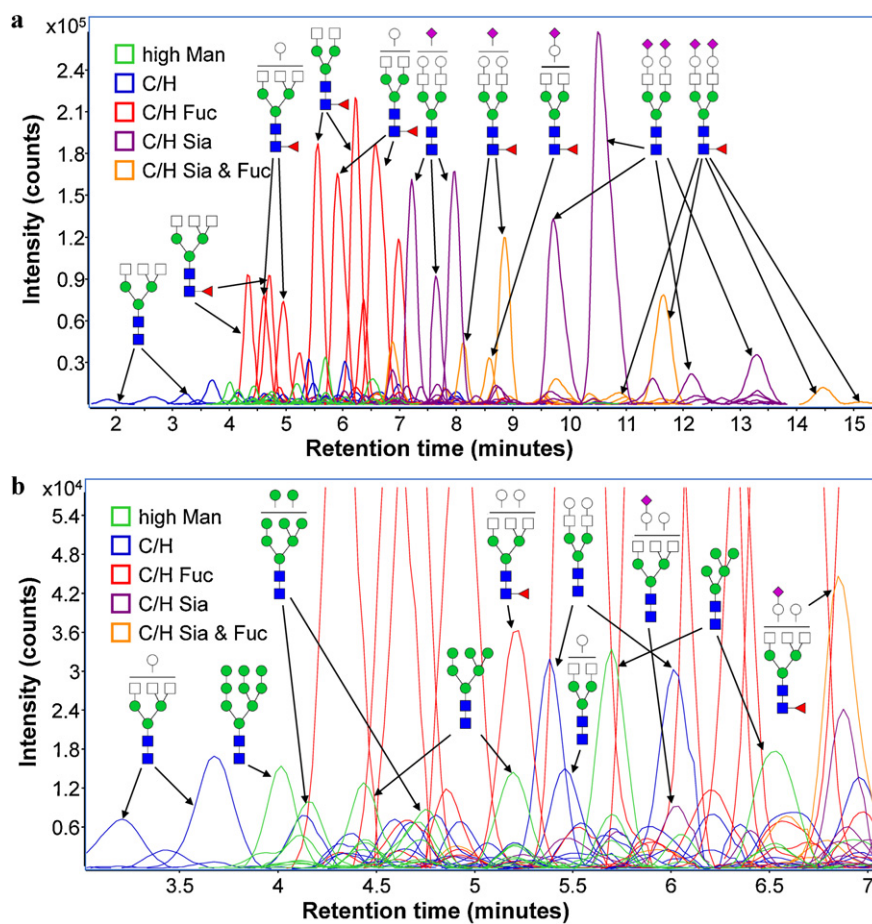 a
x10⁵
2.4
2.1
1.8
1.2
0.9
0.6
0.3
Intensity (counts)
high Man
C/H
C/H Fuc
C/H Sia
C/H Sia & Fuc
2 3 4 5 6 7 8 9 10 11 12 13 14 15
Retention time (minutes)
b
x10⁴
5.4
4.8
4.2
3.6
3
2.4
1.8
1.2
0.6
Intensity (counts)
high Man
C/H
C/H Fuc
C/H Sia
C/H Sia & Fuc
3.5 4 4.5 5 5.5 6 6.5 7
Retention time (minutes)